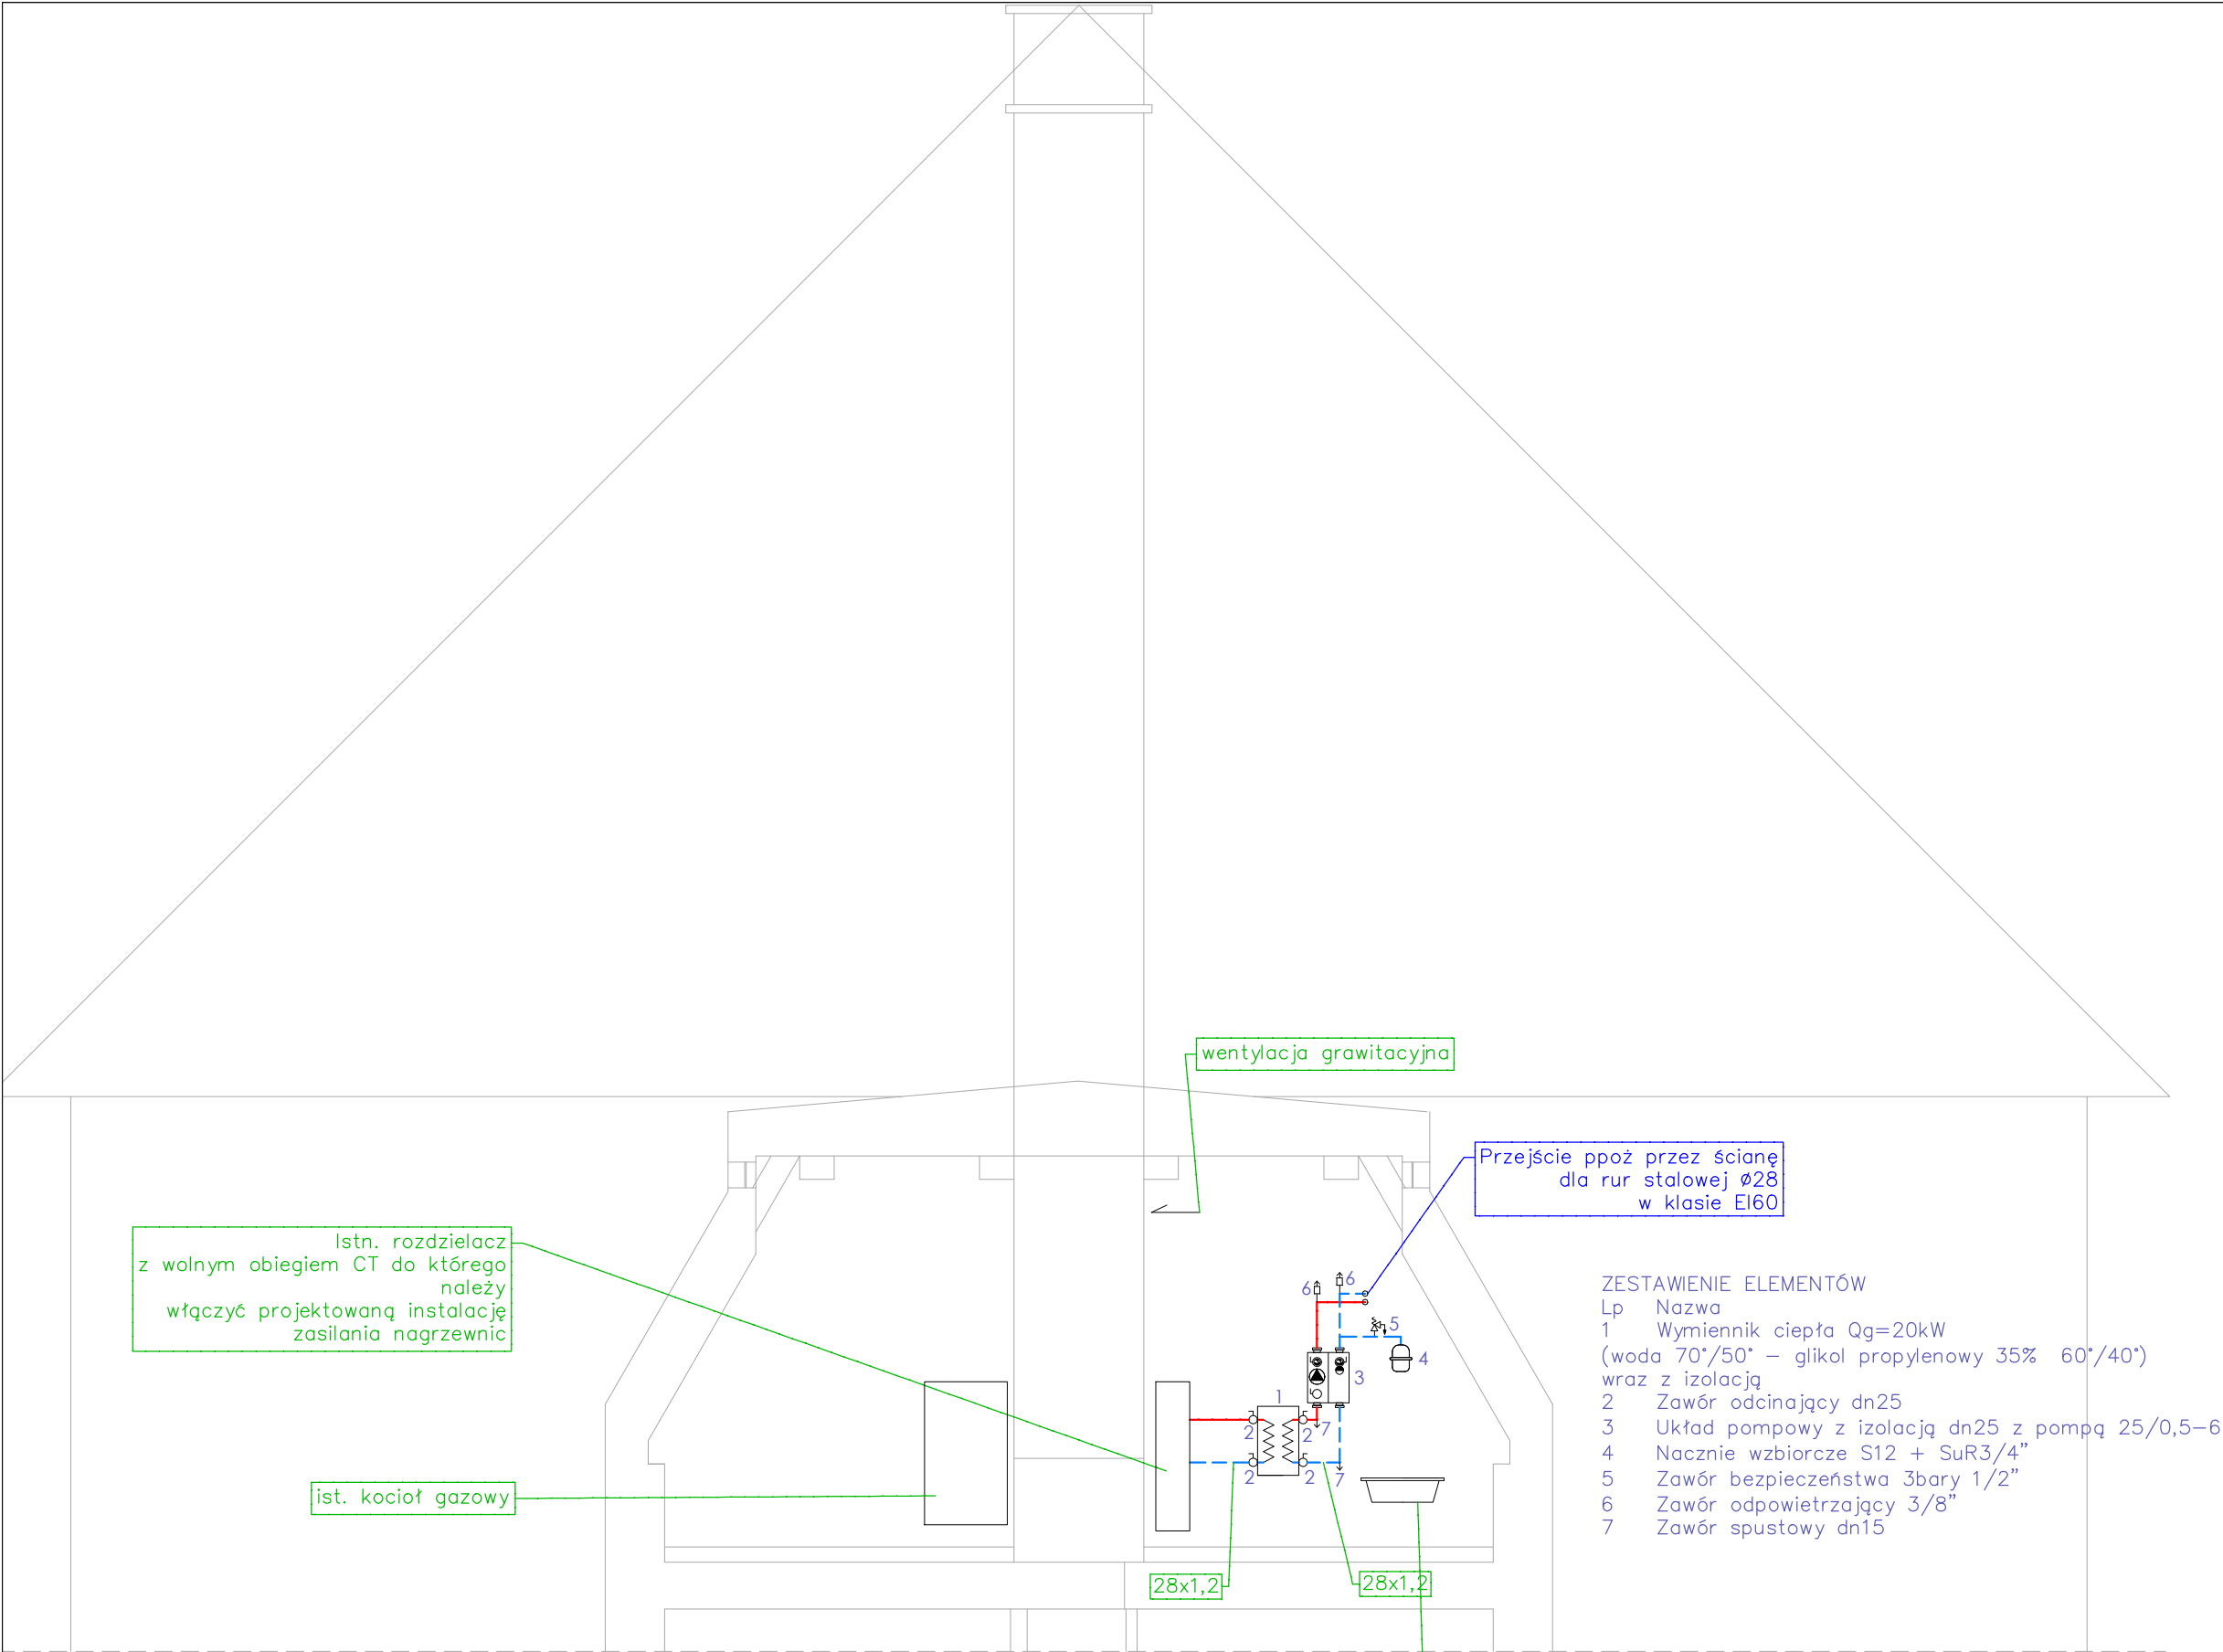 wentylacja grawitacyjna
Przejście ppoż przez ścianę
dla rur stalowej ø28
w klasie EI60
Istn. rozdzielacz
z wolnym obiegiem CT do którego
należy
włączyć projektowaną instalację
zasilania nagrzewnic
ist. kocioł gazowy
6
6
5
4
3
1
2
2
7
2
2
7
28x1,2
28x1,2
ZESTAWIENIE ELEMENTÓW
Lp Nazwa
1 Wymiennik ciepła Qg=20kW
(woda 70°/50° – glikol propylenowy 35% 60°/40°)
wraz z izolacją
2 Zawór odcinający dn25
3 Układ pompowy z izolacją dn25 z pompą 25/0,5–6
4 Nacznie wzbiorcze S12 + SuR3/4”
5 Zawór bezpieczeństwa 3bary 1/2”
6 Zawór odpowietrzający 3/8”
7 Zawór spustowy dn15